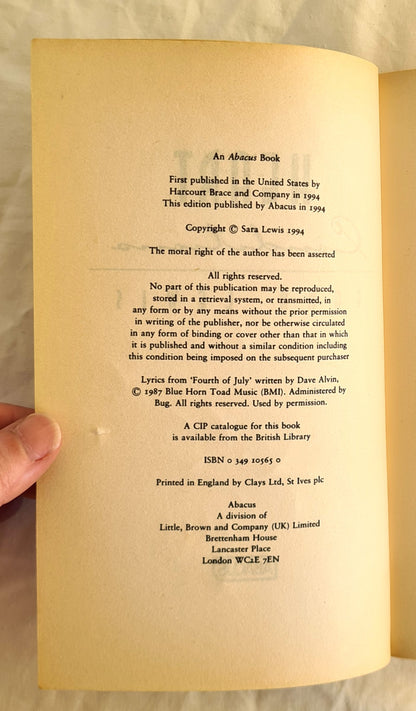 An Abacus Book
First published in the United States by
Harcourt Brace and Company in 1994
This edition published by Abacus in 1994
Copyright © Sara Lewis 1994
The moral right of the author has been asserted
All rights reserved.
No part of this publication may be reproduced,
stored in a retrieval system, or transmitted, in
any form or by any means without the prior permission
in writing of the publisher, nor be otherwise circulated
in any form of binding or cover other than that in which
it is published and without a similar condition including
this condition being imposed on the subsequent purchaser
Lyrics from 'Fourth of July' written by Dave Alvin,
© 1987 Blue Horn Toad Music (BMI). Administered by
Bug. All rights reserved. Used by permission.
A CIP catalogue for this book
is available from the British Library
ISBN 0 349 10565 0
Printed in England by Clays Ltd, St Ives plc
Abacus
A division of
Little, Brown and Company (UK) Limited
Brettenham House
Lancaster Place
London WC2E 7EN